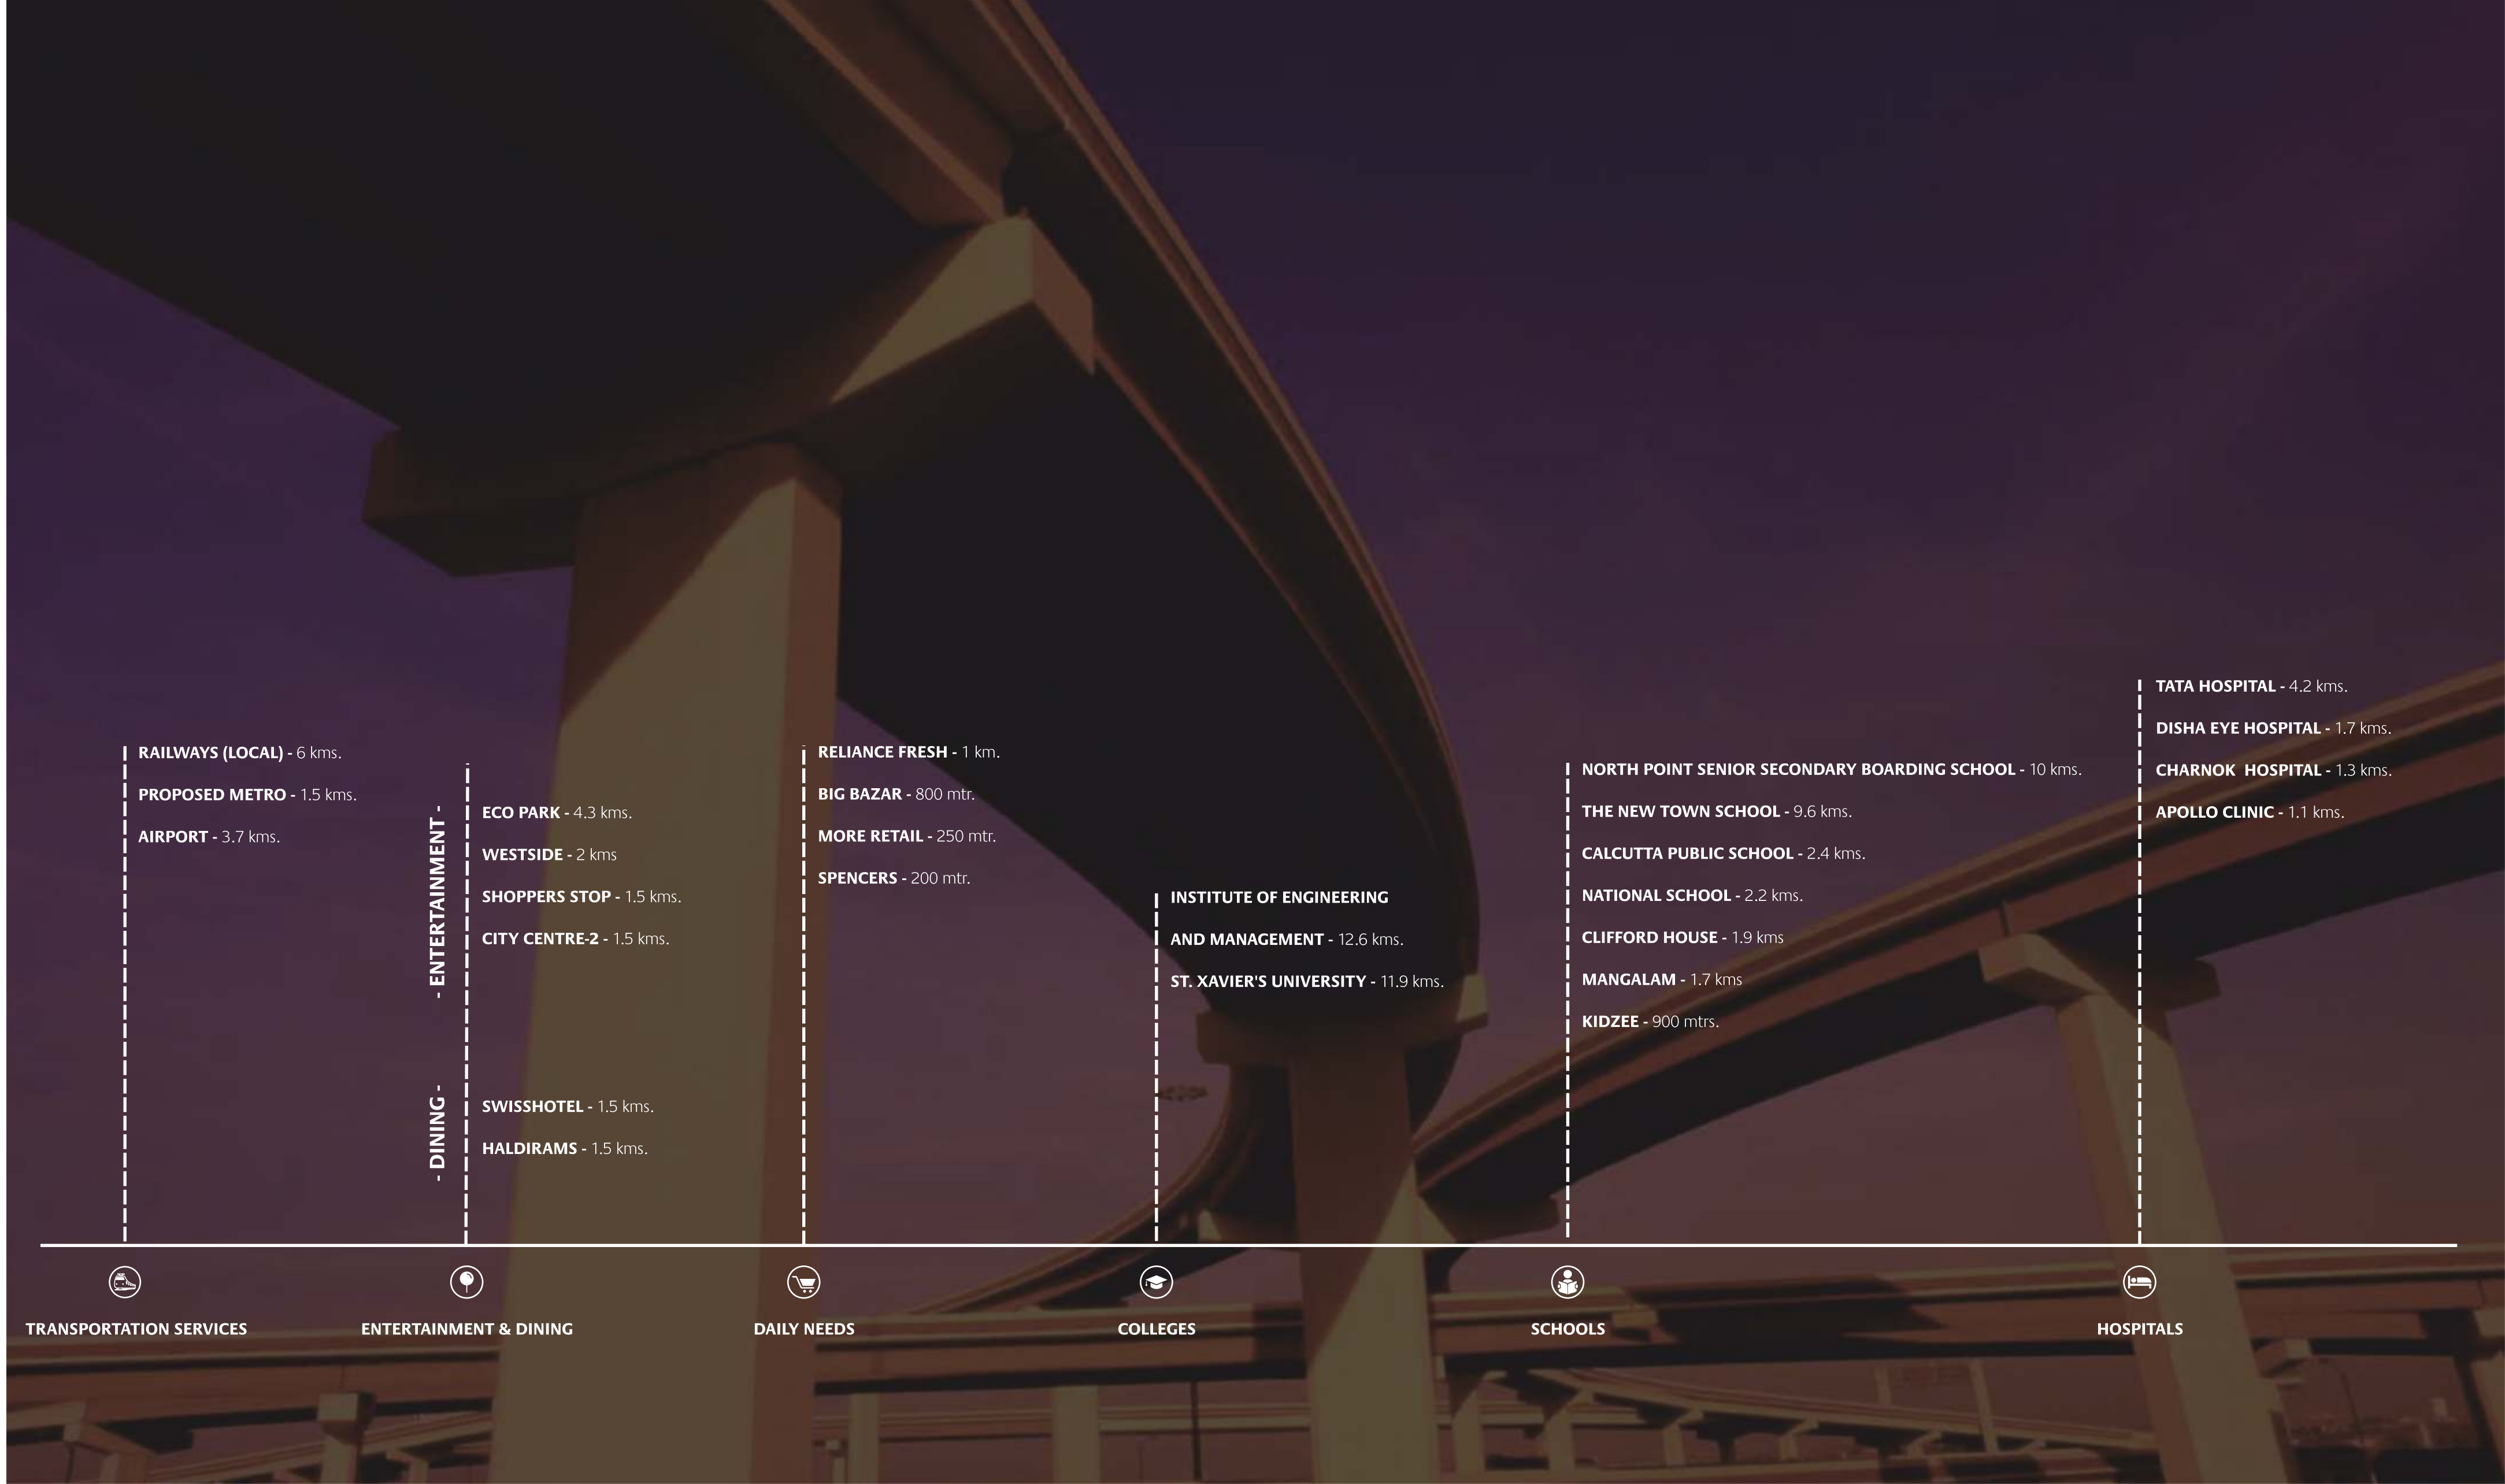 RAILWAYS (LOCAL) - 6 kms.
PROPOSED METRO - 1.5 kms.
AIRPORT - 3.7 kms.
TRANSPORTATION SERVICES
- ENTERTAINMENT -
ECO PARK - 4.3 kms.
WESTSIDE - 2 kms
SHOPPERS STOP - 1.5 kms.
CITY CENTRE-2 - 1.5 kms.
- DINING -
SWISSHOTEL - 1.5 kms.
HALDIRAMS - 1.5 kms.
ENTERTAINMENT & DINING
RELIANCE FRESH - 1 km.
BIG BAZAR - 800 mtr.
MORE RETAIL - 250 mtr.
SPENCERS - 200 mtr.
DAILY NEEDS
INSTITUTE OF ENGINEERING
AND MANAGEMENT - 12.6 kms.
ST. XAVIER'S UNIVERSITY - 11.9 kms.
COLLEGES
NORTH POINT SENIOR SECONDARY BOARDING SCHOOL - 10 kms.
THE NEW TOWN SCHOOL - 9.6 kms.
CALCUTTA PUBLIC SCHOOL - 2.4 kms.
NATIONAL SCHOOL - 2.2 kms.
CLIFFORD HOUSE - 1.9 kms
MANGALAM - 1.7 kms
KIDZEE - 900 mtrs.
SCHOOLS
TATA HOSPITAL - 4.2 kms.
DISHA EYE HOSPITAL - 1.7 kms.
CHARNOK  HOSPITAL - 1.3 kms.
APOLLO CLINIC - 1.1 kms.
HOSPITALS